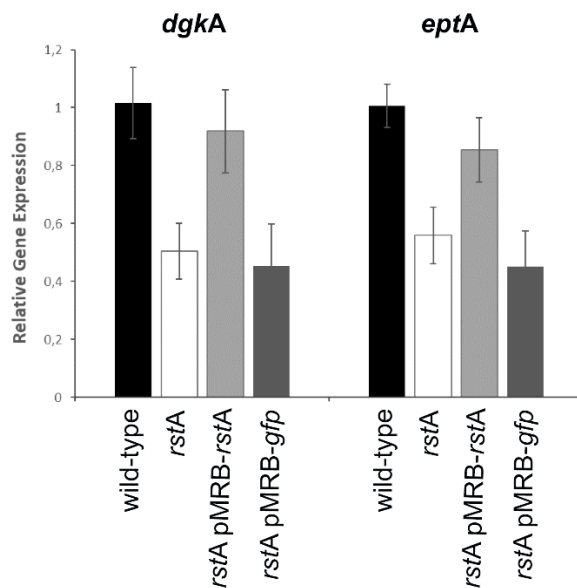 dgkA eptA
1,2
1
0,8
0,6
0,4
0,2
0
Relative Gene Expression
wild-type
rstA
rstA pMRB-rstA
rstA pMRB-gfp
wild-type
rstA
rstA pMRB-rstA
rstA pMRB-gfp